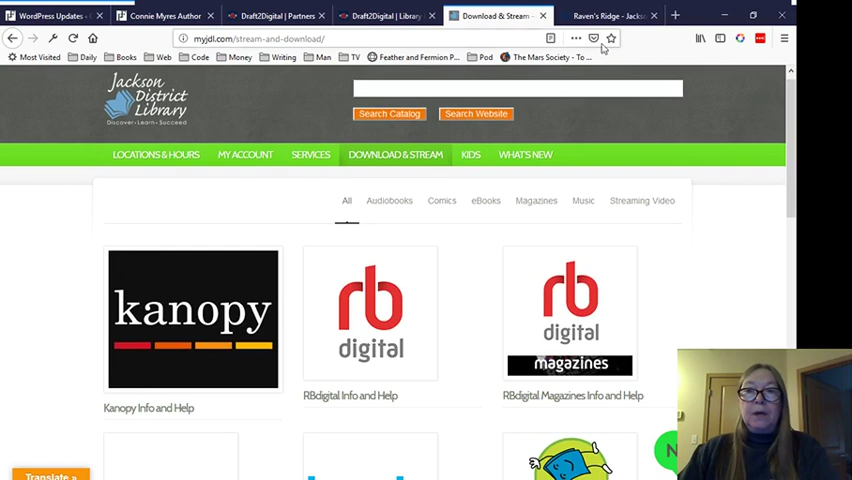 WordPress Updates ‹ C
Connie Myres Author
Draft2Digital | Partners
Draft2Digital | Library
Download & Stream -
Raven's Ridge - Jacks
myjdl.com/stream-and-download/
Most Visited
Daily
Books
Web
Code
Money
Writing
Man
TV
Feather and Fermion P...
Pod
The Mars Society - To ...
Jackson
District
Library
Discover • Learn • Succeed
Search Catalog
Search Website
LOCATIONS & HOURS
MY ACCOUNT
SERVICES
DOWNLOAD & STREAM
KIDS
WHAT'S NEW
All
Audiobooks
Comics
eBooks
Magazines
Music
Streaming Video
kanopy
rb
digital
rb
digital
magazines
Kanopy Info and Help
RBdigital Info and Help
RBdigital Magazines Info and Help
Translate »
N